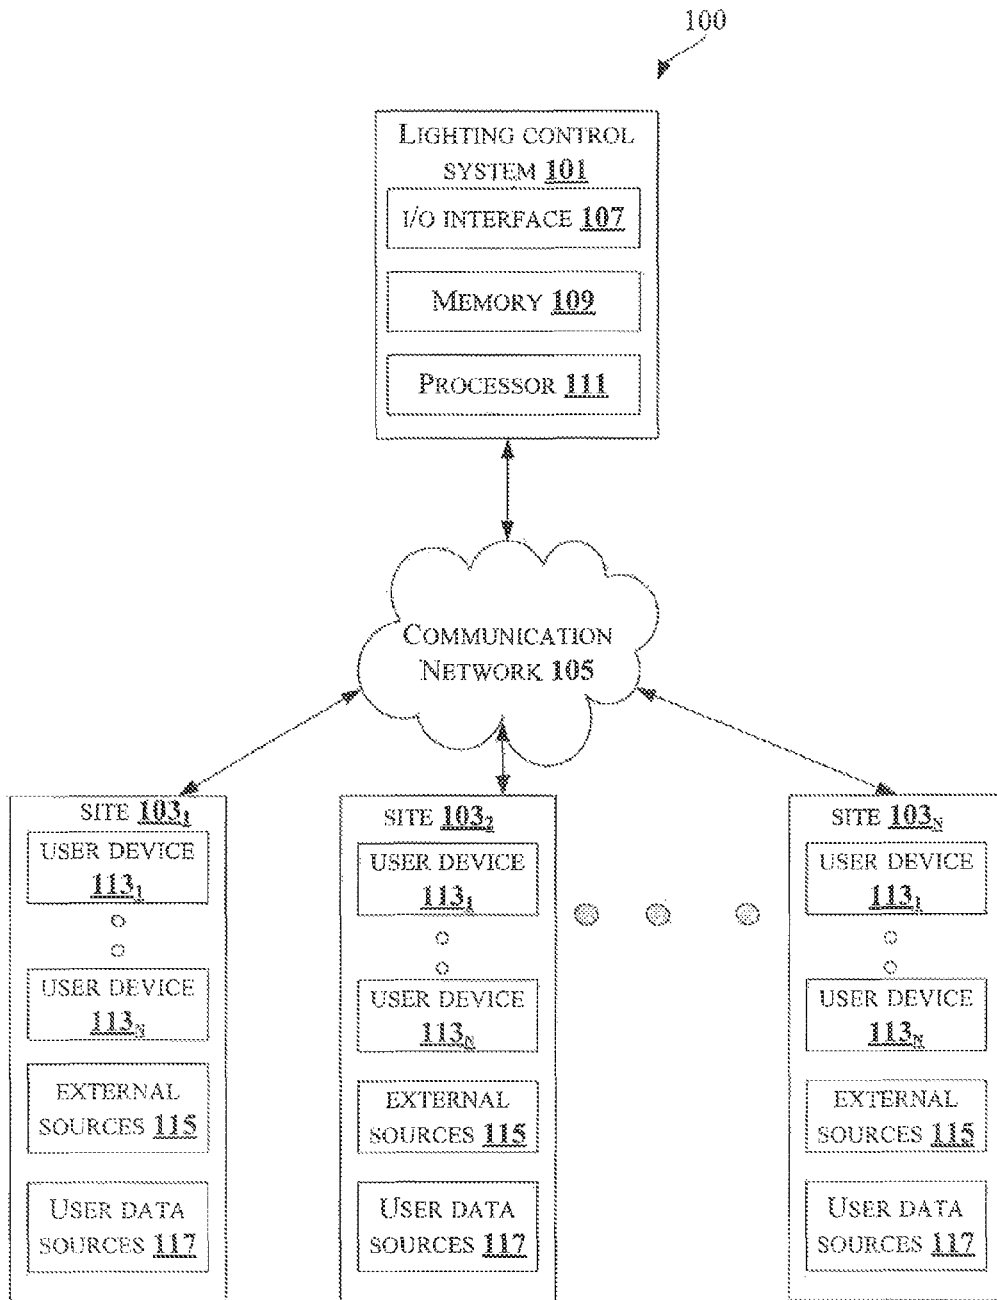 100
LIGHTING CONTROL
SYSTEM 101
I/O INTERFACE 107
MEMORY 109
PROCESSOR 111
COMMUNICATION
NETWORK 105
SITE 103₁
USER DEVICE
113₁
USER DEVICE
113N
EXTERNAL
SOURCES 115
USER DATA
SOURCES 117
SITE 103₂
USER DEVICE
113₁
USER DEVICE
113N
EXTERNAL
SOURCES 115
USER DATA
SOURCES 117
SITE 103N
USER DEVICE
113₁
USER DEVICE
113N
EXTERNAL
SOURCES 115
USER DATA
SOURCES 117